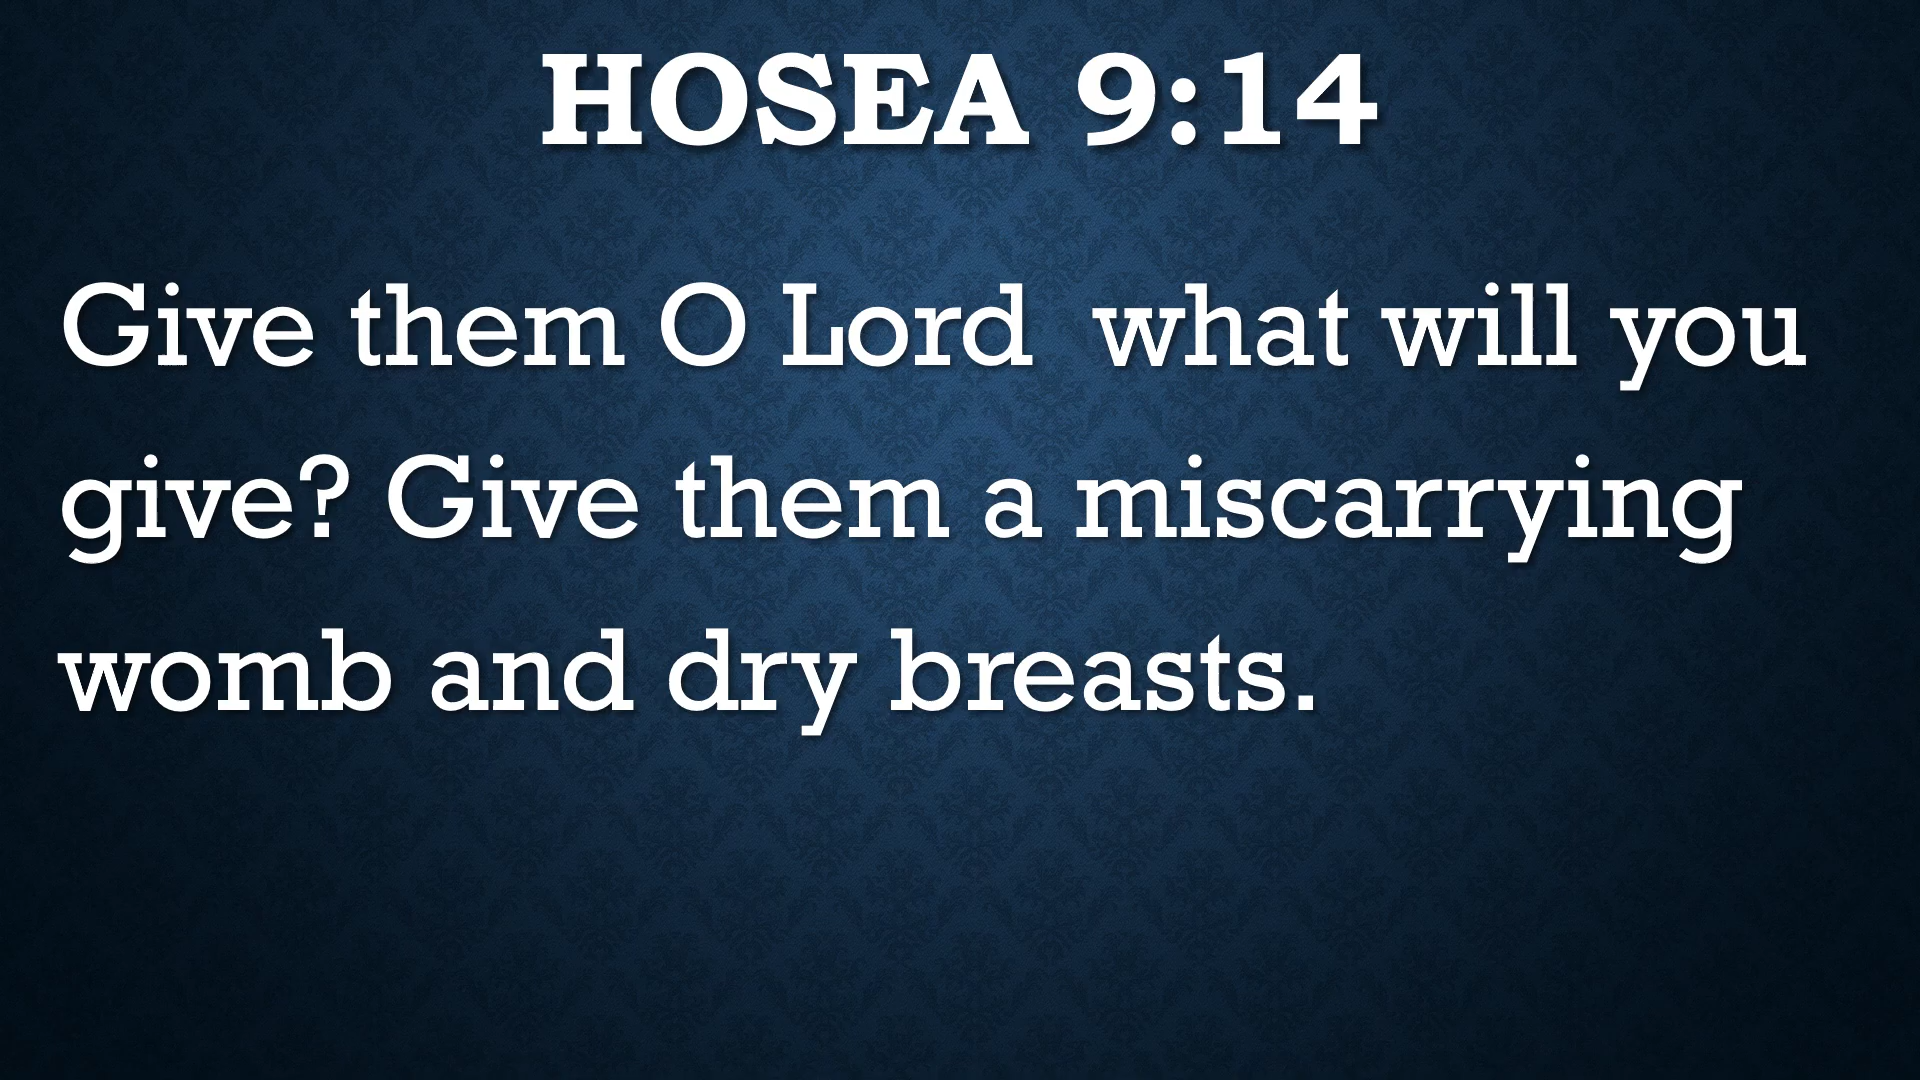 HOSEA 9:14
Give them O Lord  what will you
give? Give them a miscarrying
womb and dry breasts.